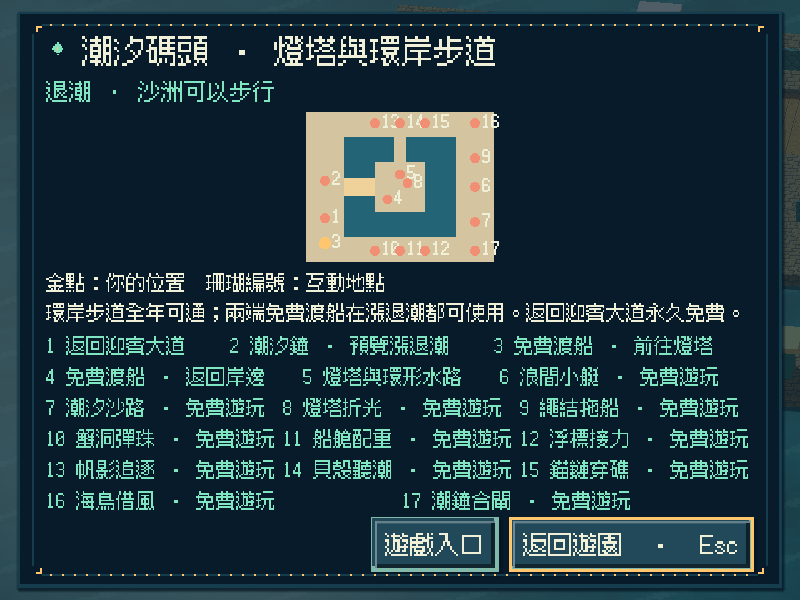 潮汐碼頭 · 燈塔與環岸步道
退潮 · 沙洲可以步行
13 14 15 16
9
2 5 8 6
4
1 7
3 10 11 12 17
金點：你的位置 珊瑚編號：互動地點
環岸步道全年可通；兩端免費渡船在漲退潮都可使用。返回迎賓大道永久免費。
1 返回迎賓大道 2 潮汐鐘 · 預覽漲退潮 3 免費渡船 · 前往燈塔
4 免費渡船 · 返回岸邊 5 燈塔與環形水路 6 浪間小艇 · 免費遊玩
7 潮汐沙路 · 免費遊玩 8 燈塔折光 · 免費遊玩 9 繩結拖船 · 免費遊玩
10 蟹洞彈珠 · 免費遊玩 11 船艙配重 · 免費遊玩 12 浮標接力 · 免費遊玩
13 帆影追逐 · 免費遊玩 14 貝殼聽潮 · 免費遊玩 15 錨鏈穿礁 · 免費遊玩
16 海鳥借風 · 免費遊玩 17 潮鐘合閘 · 免費遊玩
遊戲入口 返回遊園 · Esc